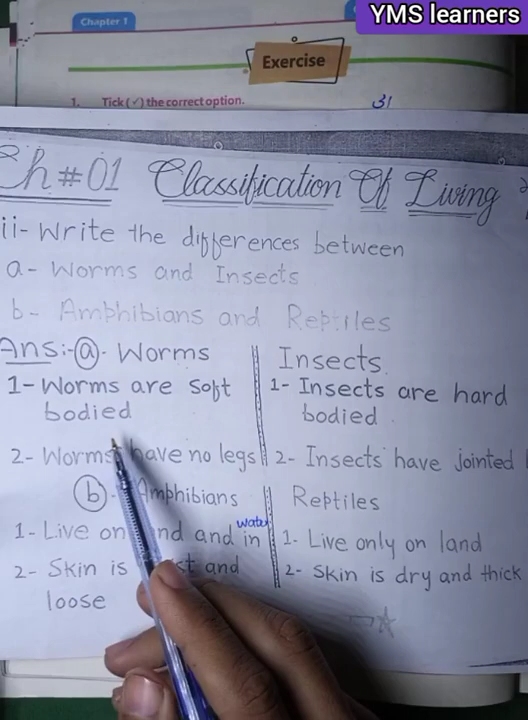 YMS learners
Chapter 1
Exercise
1. Tick (✓) the correct option.
31
Ch # 01 Classification Of Living
ii- Write the differences between
a- Worms and Insects
b- Amphibians and Reptiles
Ans:- (a)- Worms Insects
1- Worms are soft 1- Insects are hard
bodied bodied
2- Worms have no legs 2- Insects have jointed
(b)- Amphibians Reptiles
1- Live on land and in water 1- Live only on land
2- Skin is and 2- Skin is dry and thick
loose